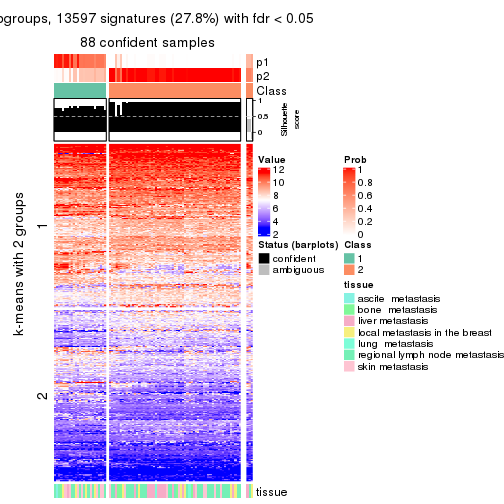 ogroups, 13597 signatures (27.8%) with fdr < 0.05
88 confident samples
p1
p2
Class
1
0.5
0
Silhouette
score
k-means with 2 groups
1
2
Value
12
10
8
6
4
2
Prob
1
0.8
0.6
0.4
0.2
0
Status (barplots)
confident
ambiguous
Class
1
2
tissue
ascite metastasis
bone metastasis
liver metastasis
local metastasis in the breast
lung metastasis
regional lymph node metastasis
skin metastasis
tissue